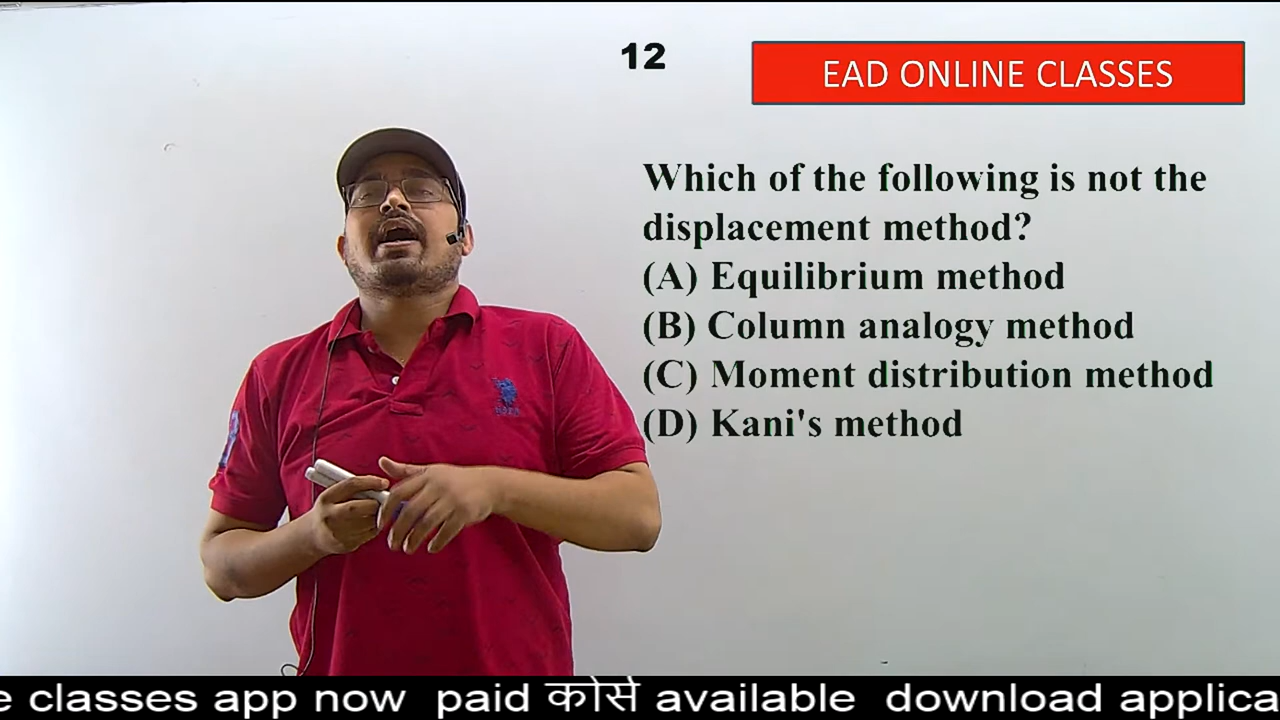 12
EAD ONLINE CLASSES
Which of the following is not the
displacement method?
(A) Equilibrium method
(B) Column analogy method
(C) Moment distribution method
(D) Kani's method
e classes app now paid कोर्स available download applica